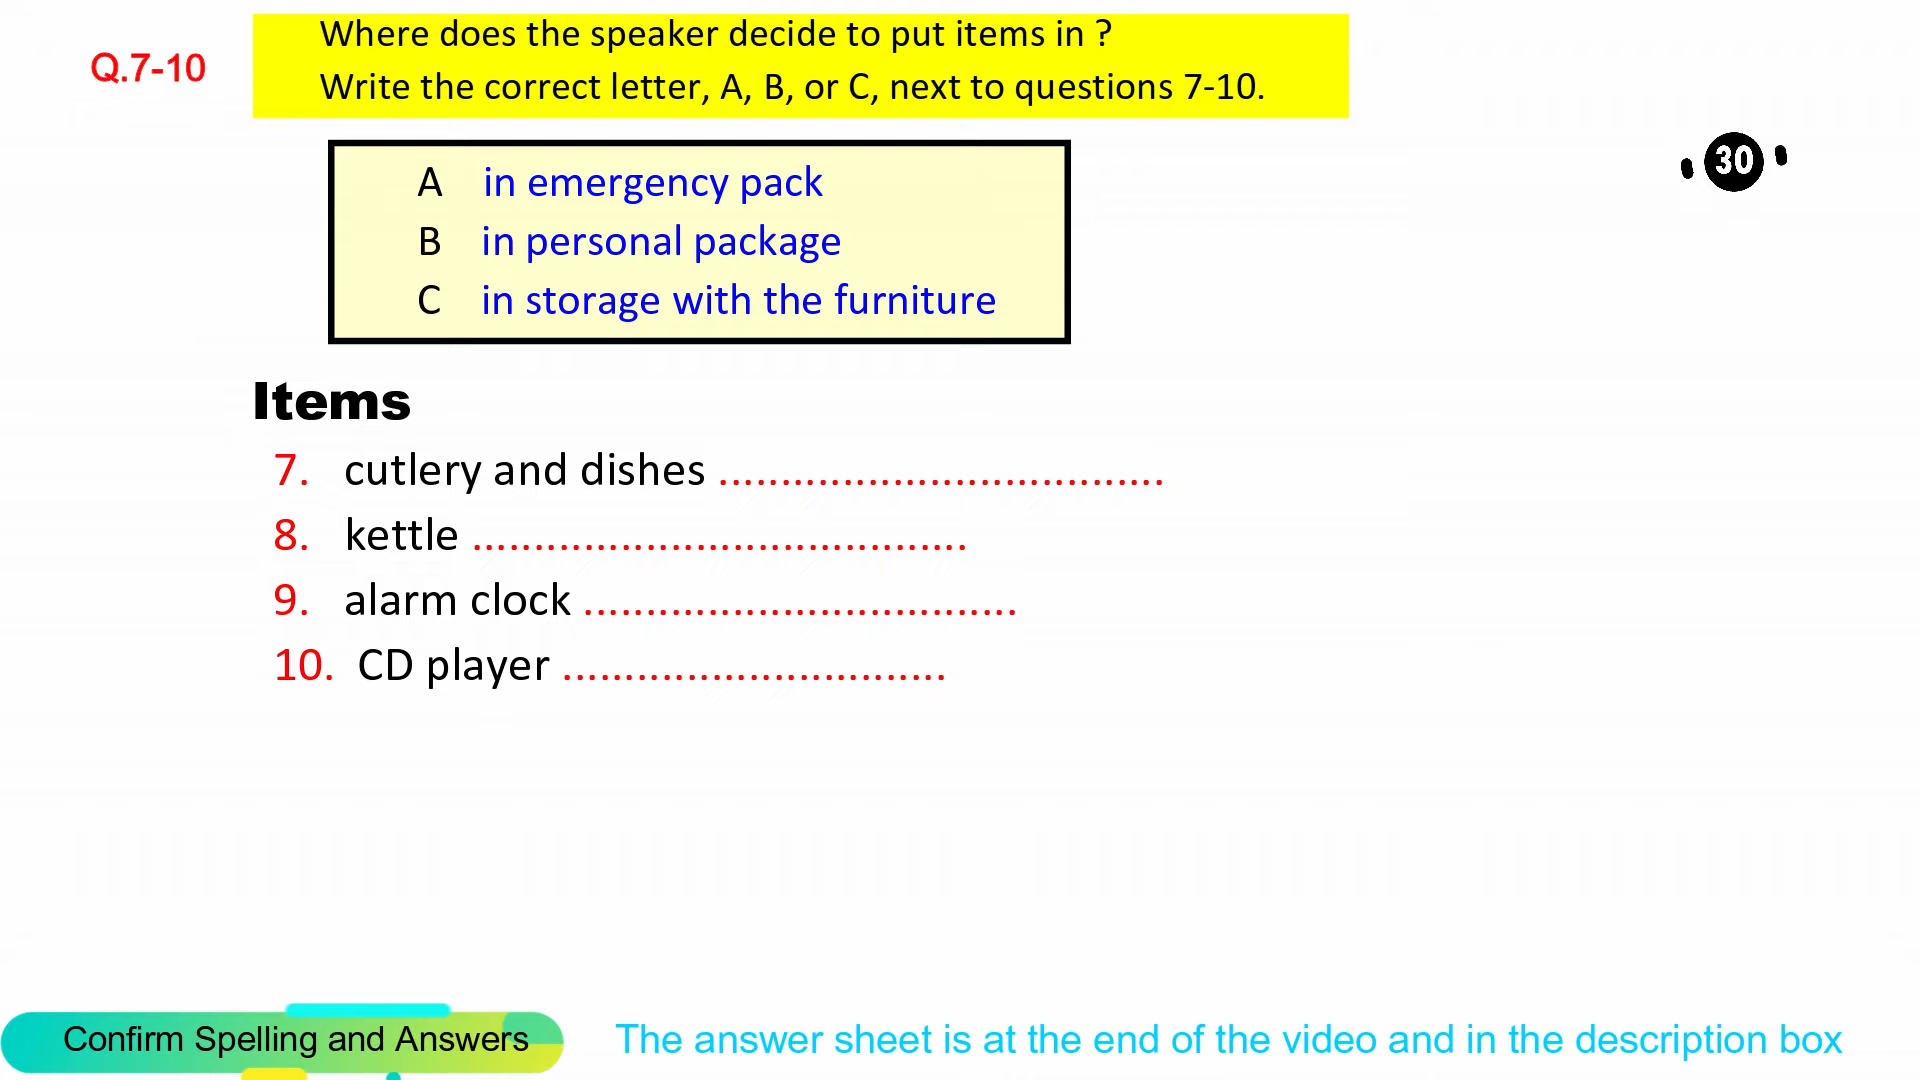 Q.7-10
Where does the speaker decide to put items in ?
Write the correct letter, A, B, or C, next to questions 7-10.
30
A in emergency pack
B in personal package
C in storage with the furniture
Items
7. cutlery and dishes ....................................
8. kettle ........................................
9. alarm clock ...................................
10. CD player ...............................
Confirm Spelling and Answers
The answer sheet is at the end of the video and in the description box